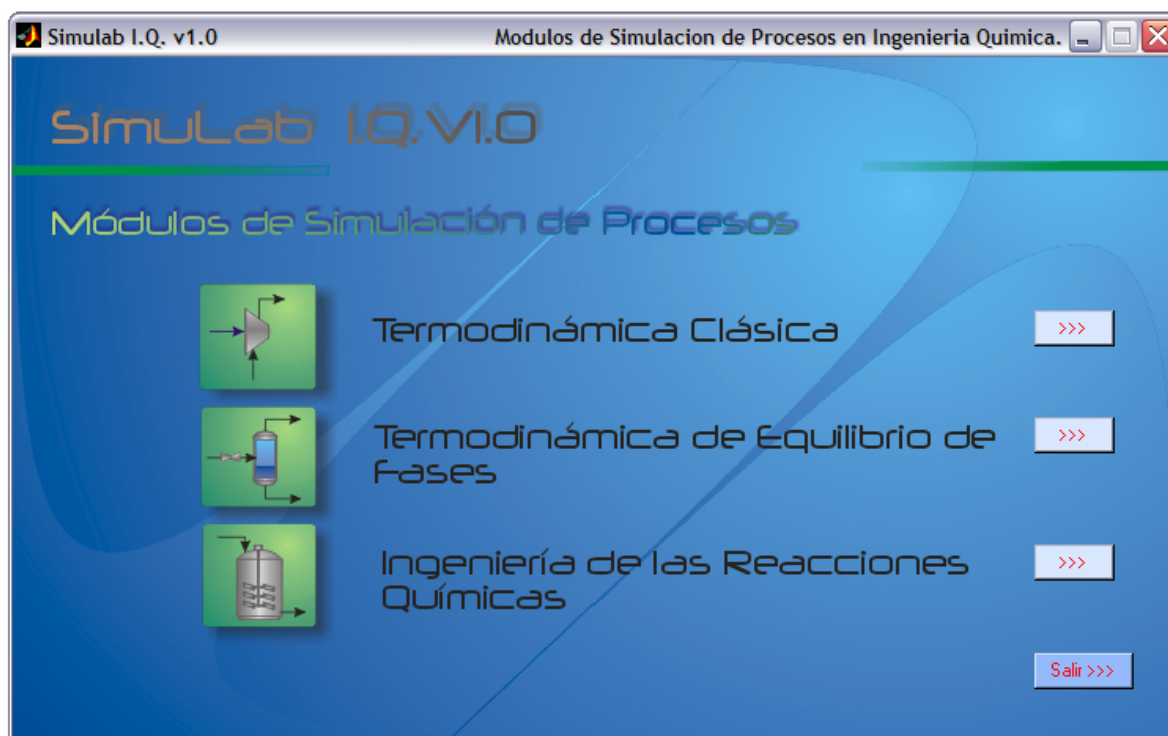 Simulab I.Q. v1.0 Modulos de Simulacion de Procesos en Ingenieria Quimica.
SimuLab I.Q.V1.0
Módulos de Simulación de Procesos
Termodinámica Clásica >>>
Termodinámica de Equilibrio de >>>
Fases
Ingeniería de las Reacciones >>>
Químicas
Salir >>>